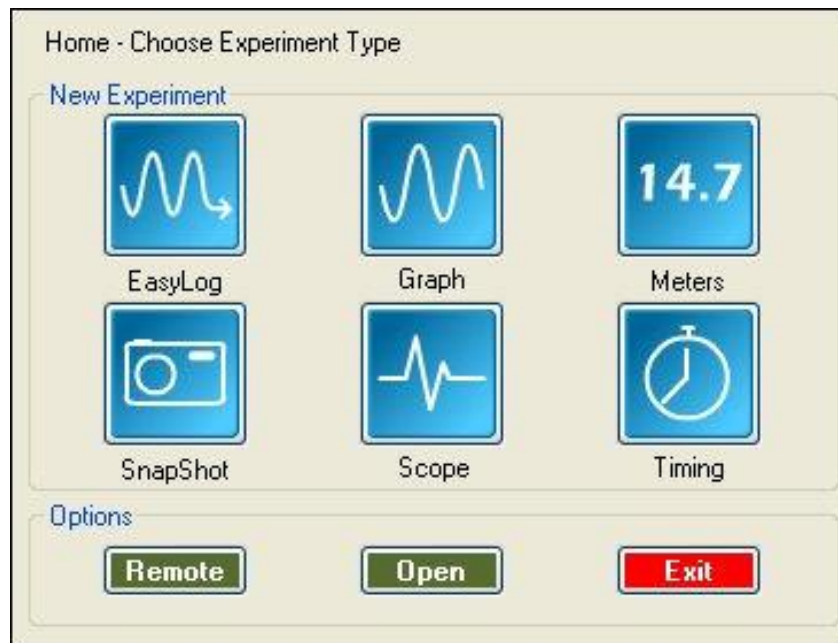 Home - Choose Experiment Type
New Experiment
14.7
EasyLog Graph Meters
SnapShot Scope Timing
Options
Remote Open Exit